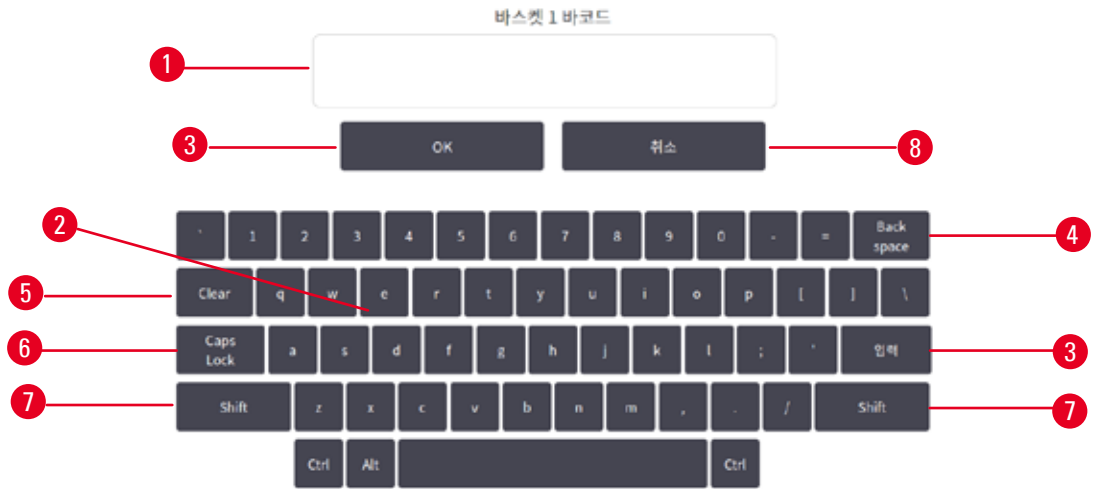 바스켓 1 바코드
1
3 OK 취소 8
2
` 1 2 3 4 5 6 7 8 9 0 - = Back space 4
5 Clear q w e r t y u i o p [ ] \
6 Caps Lock a s d f g h j k l ; ' 입력 3
7 Shift z x c v b n m , . / Shift 7
Ctrl Alt Ctrl